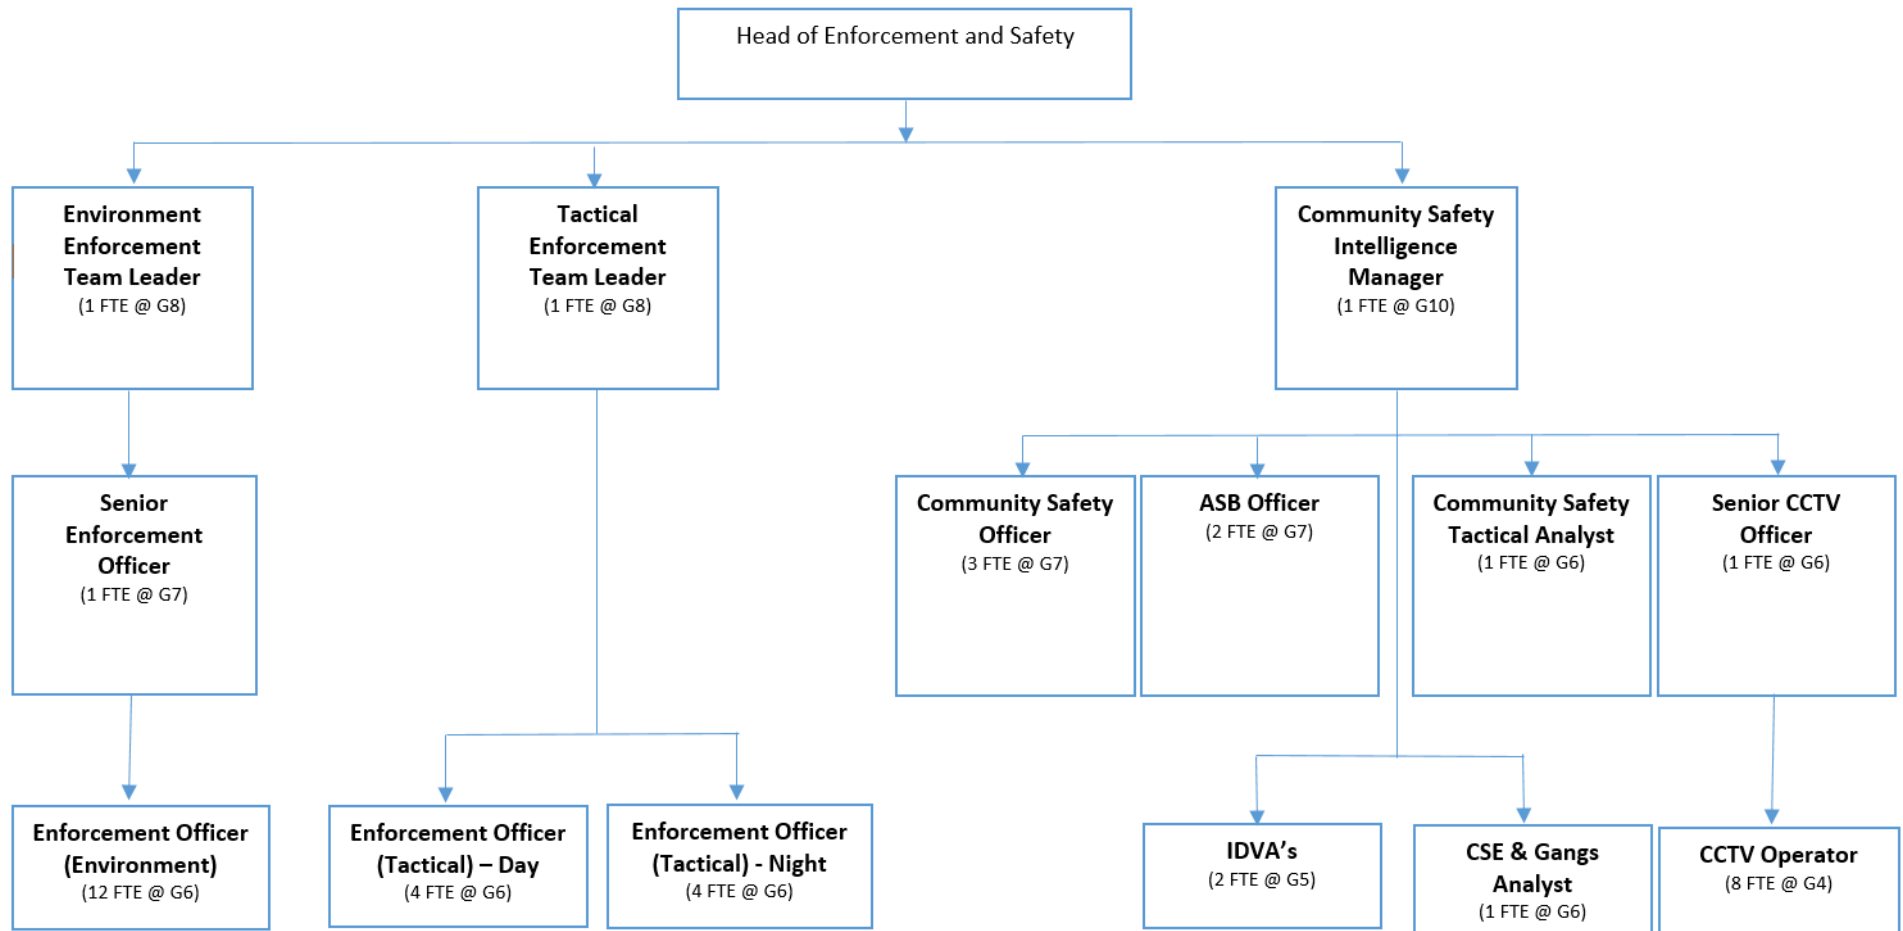 Head of Enforcement and Safety
Environment
Enforcement
Team Leader
(1 FTE @ G8)
Tactical
Enforcement
Team Leader
(1 FTE @ G8)
Community Safety
Intelligence
Manager
(1 FTE @ G10)
Senior
Enforcement
Officer
(1 FTE @ G7)
Community Safety
Officer
(3 FTE @ G7)
ASB Officer
(2 FTE @ G7)
Community Safety
Tactical Analyst
(1 FTE @ G6)
Senior CCTV
Officer
(1 FTE @ G6)
Enforcement Officer
(Environment)
(12 FTE @ G6)
Enforcement Officer
(Tactical) – Day
(4 FTE @ G6)
Enforcement Officer
(Tactical) - Night
(4 FTE @ G6)
IDVA’s
(2 FTE @ G5)
CSE & Gangs
Analyst
(1 FTE @ G6)
CCTV Operator
(8 FTE @ G4)